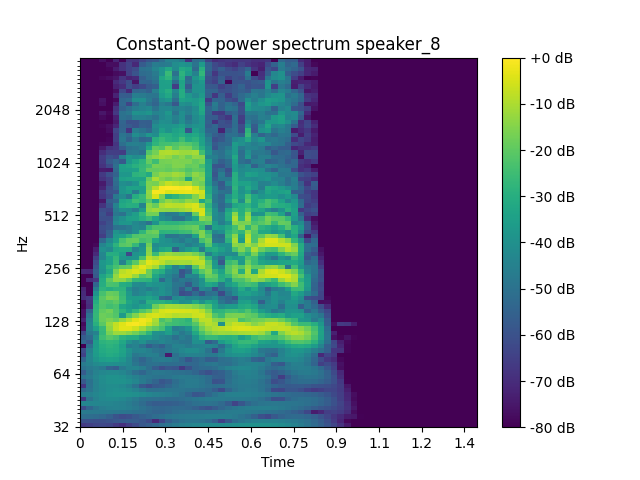 Constant-Q power spectrum speaker_8
Hz
2048
1024
512
256
128
64
32
0 0.15 0.3 0.45 0.6 0.75 0.9 1.1 1.2 1.4
Time
+0 dB
-10 dB
-20 dB
-30 dB
-40 dB
-50 dB
-60 dB
-70 dB
-80 dB